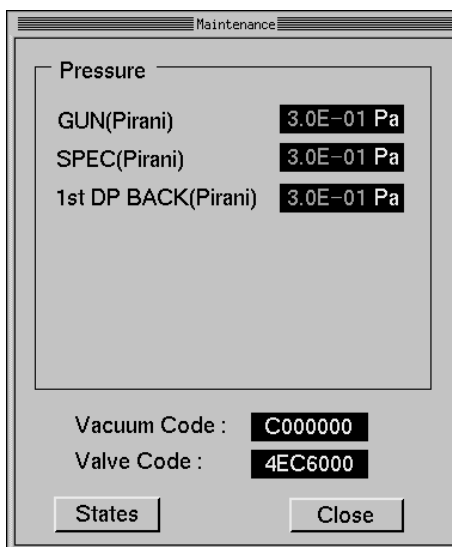 Maintenance
Pressure
GUN(Pirani) 3.0E-01 Pa
SPEC(Pirani) 3.0E-01 Pa
1st DP BACK(Pirani) 3.0E-01 Pa
Vacuum Code : C000000
Valve Code : 4EC6000
States Close